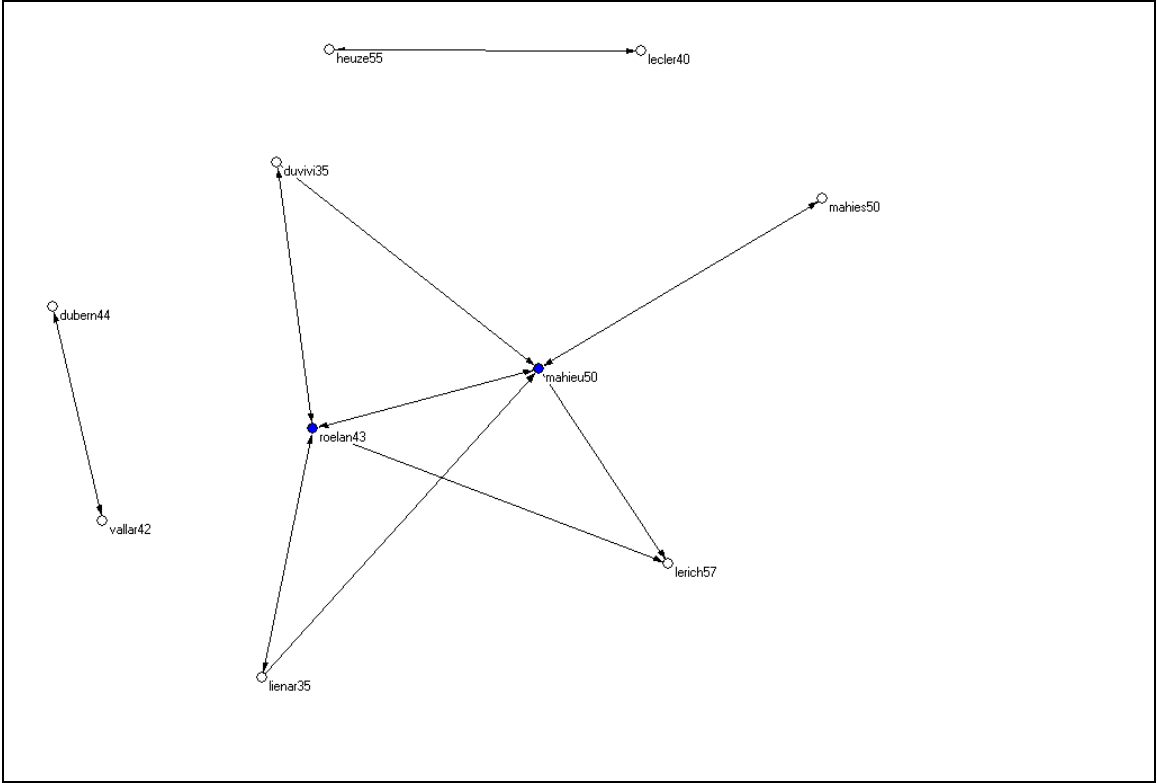 heuze55
lecler40
duvivi35
mahies50
dubern44
mahieu50
roelan43
vallar42
lerich57
lienar35